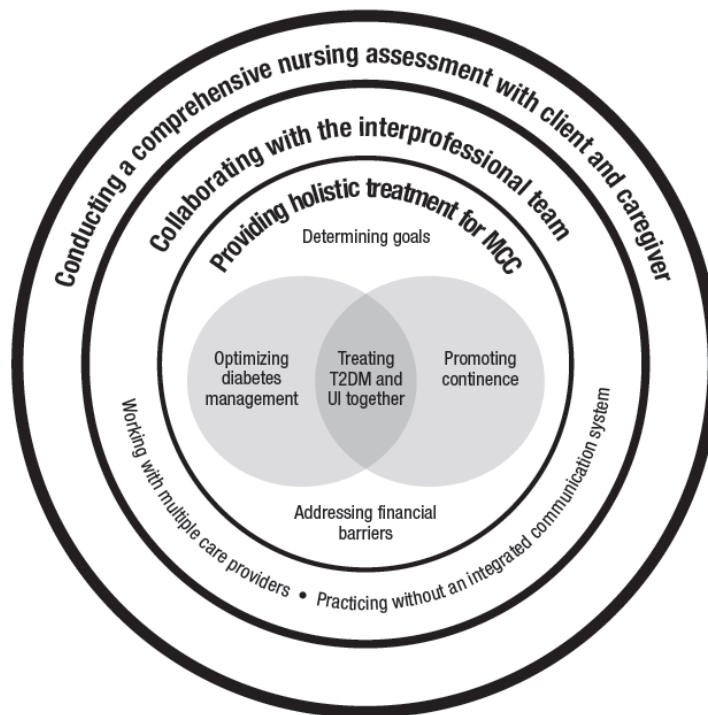 Conducting a comprehensive nursing assessment with client and caregiver
Collaborating with the interprofessional team
Providing holistic treatment for MCC
Determining goals
Optimizing
diabetes
management
Treating
T2DM and
UI together
Promoting
continence
Addressing financial
barriers
Working with multiple care providers • Practicing without an integrated communication system